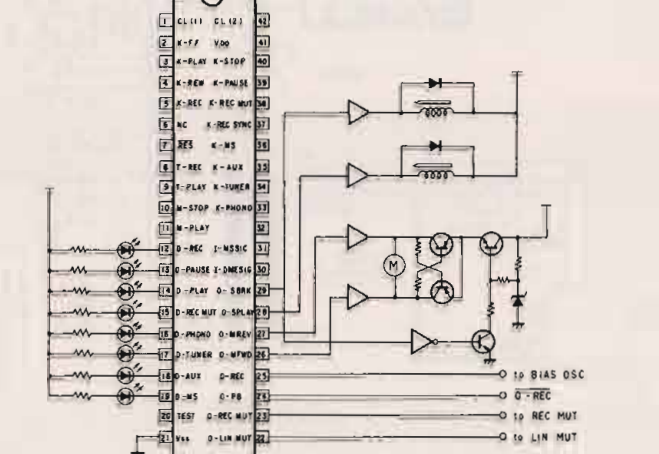 1 CL(1) CL(2) 42
2 K-FF VDD 41
3 K-PLAY K-STOP 40
4 K-REW K-PAUSE 39
5 K-REC K-REC MUT 38
6 NC K-REC SYNC 37
7 RES K-MS 36
8 T-REC K-AUX 35
9 T-PLAY K-TUNER 34
10 M-STOP K-PHONO 33
11 M-PLAY 32
12 O-REC I-MSSIC 31
13 O-PAUSE I-DMESIG 30
14 O-PLAY O-SBRK 29
15 O-REC MUT O-SPLAY 28
16 O-PHONO O-MREV 27
17 O-TUNER O-MFWD 26
18 O-AUX O-REC 25
19 O-MS O-PB 24
20 TEST O-REC MUT 23
21 Vss O-LIN MUT 22
M
to BIAS OSC
O-REC
to REC MUT
to LIN MUT